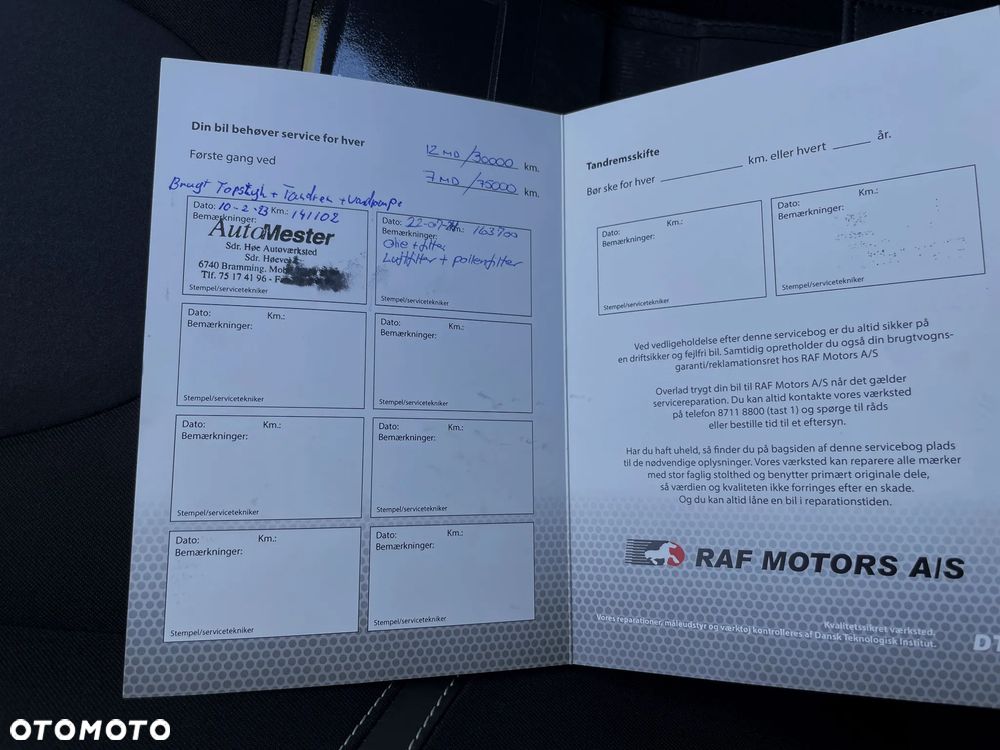 Din bil behøver service for hver
12 MD /30000 km.
Første gang ved
7 MD /75000 km.
Brugt Topstyk + Tandrem + Vandpumpe
Dato: 10-2-23 Km.: 141102
Bemærkninger:
AutoMester
Sdr. Høe Autoværksted
Sdr. Høevej
6740 Bramming. Mob
Tlf. 75 17 41 96 - F
Dato: 22-07- Km.: 163700
Bemærkninger:
Olie + filter
Luftfilter + pollenfilter
Stempel/servicetekniker
Stempel/servicetekniker
Dato: Km.:
Bemærkninger:
Stempel/servicetekniker
Dato: Km.:
Bemærkninger:
Stempel/servicetekniker
Dato: Km.:
Bemærkninger:
Stempel/servicetekniker
Dato: Km.:
Bemærkninger:
Stempel/servicetekniker
Dato: Km.:
Bemærkninger:
Stempel/servicetekniker
Dato: Km.:
Bemærkninger:
Stempel/servicetekniker
Tandremsskifte
Bør ske for hver km. eller hvert år.
Dato: Km.:
Bemærkninger:
Stempel/servicetekniker
Dato: Km.:
Bemærkninger:
Stempel/servicetekniker
Ved vedligeholdelse efter denne servicebog er du altid sikker på
en driftsikker og fejlfri bil. Samtidig opretholder du også din brugtvogns-
garanti/reklamationsret hos RAF Motors A/S
Overlad trygt din bil til RAF Motors A/S når det gælder
servicereparation. Du kan altid kontakte vores værksted
på telefon 8711 8800 (tast 1) og spørge til råds
eller bestille tid til et eftersyn.
Har du haft uheld, så finder du på bagsiden af denne servicebog plads
til de nødvendige oplysninger. Vores værksted kan reparere alle mærker
med stor faglig stolthed og benytter primært originale dele,
så værdien og kvaliteten ikke forringes efter en skade.
Og du kan altid låne en bil i reparationstiden.
RAF MOTORS A/S
Kvalitetssikret værksted.
Vores reparationer, måleudstyr og værktøj kontrolleres af Dansk Teknologisk Institut.
OTOMOTO